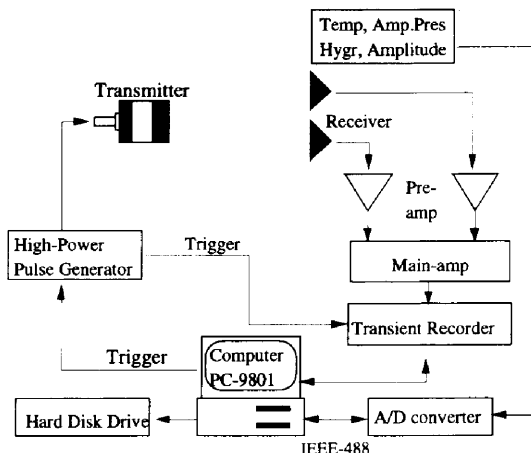 Temp, Amp.Pres
Hygr, Amplitude
Transmitter
Receiver
Pre-
amp
High-Power
Pulse Generator
Trigger
Main-amp
Transient Recorder
Trigger
Computer
PC-9801
Hard Disk Drive
A/D converter
IEEE-488